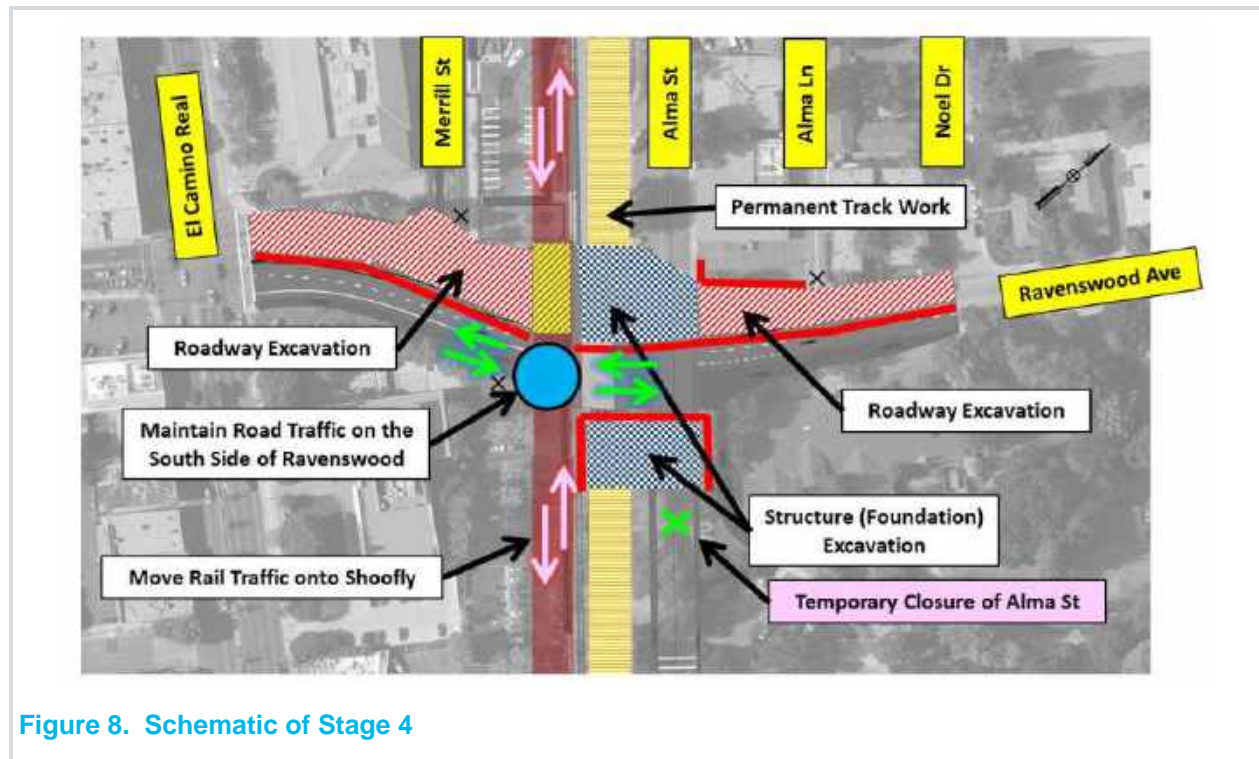 El Camino Real
Merrill St
Alma St
Alma Ln
Noel Dr
Permanent Track Work
Ravenswood Ave
Roadway Excavation
Roadway Excavation
Maintain Road Traffic on the
South Side of Ravenswood
Structure (Foundation)
Excavation
Move Rail Traffic onto Shoofly
Temporary Closure of Alma St
Figure 8. Schematic of Stage 4